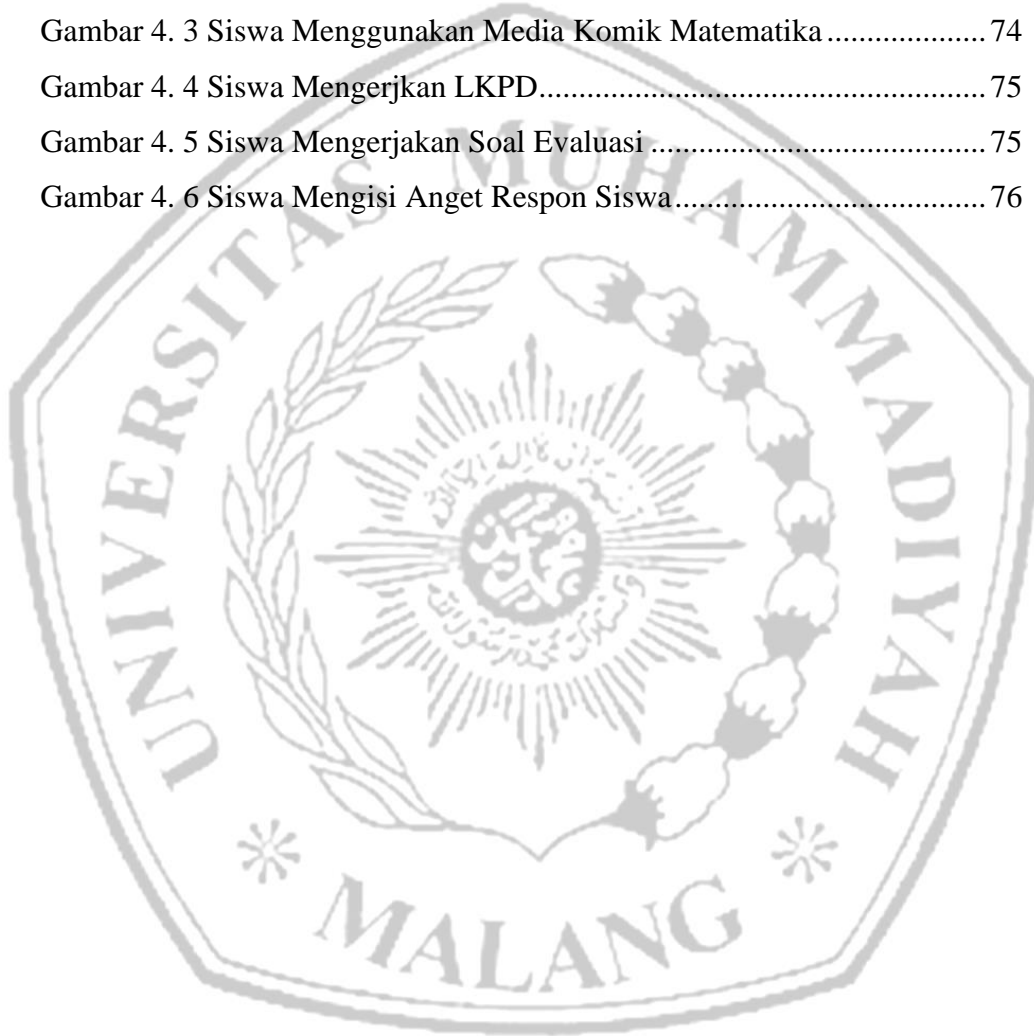 Gambar 4. 3 Siswa Menggunakan Media Komik Matematika ................... 74
Gambar 4. 4 Siswa Mengerjkan LKPD...................................................... 75
Gambar 4. 5 Siswa Mengerjakan Soal Evaluasi ........................................ 75
Gambar 4. 6 Siswa Mengisi Anget Respon Siswa..................................... 76
UNIVERSITAS MUHAMMADIYAH
MALANG